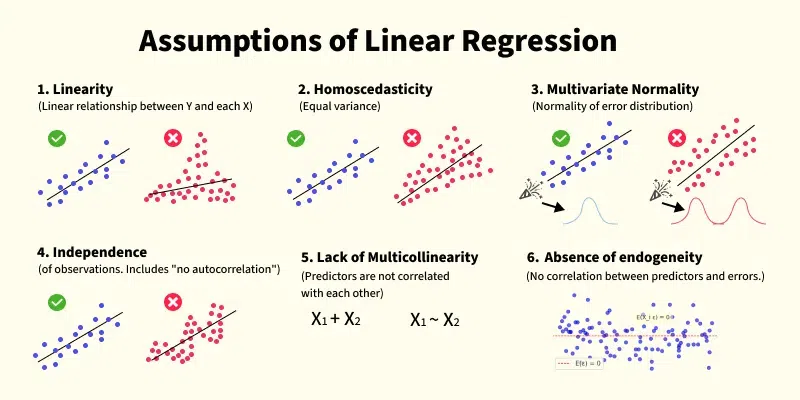 Assumptions of Linear Regression
1. Linearity
(Linear relationship between Y and each X)
2. Homoscedasticity
(Equal variance)
3. Multivariate Normality
(Normality of error distribution)
4. Independence
(of observations. Includes "no autocorrelation")
5. Lack of Multicollinearity
(Predictors are not correlated
with each other)
X1 + X2
X1 ~ X2
6. Absence of endogeneity
(No correlation between predictors and errors.)
E(X_i ε) = 0
E(ε) = 0